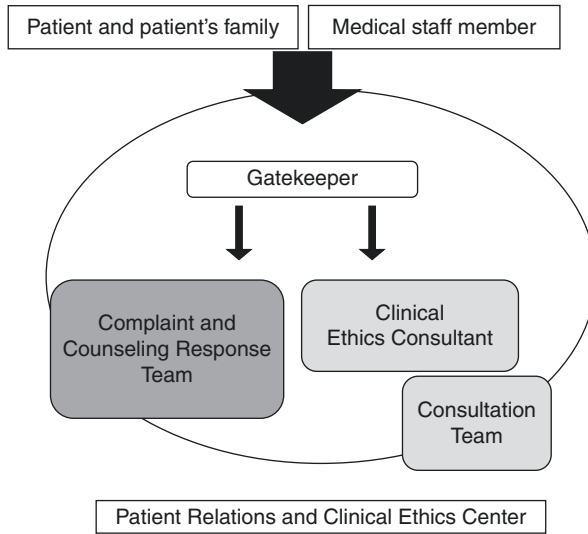 Patient and patient's family
Medical staff member
Gatekeeper
Complaint and
Counseling Response
Team
Clinical
Ethics Consultant
Consultation
Team
Patient Relations and Clinical Ethics Center